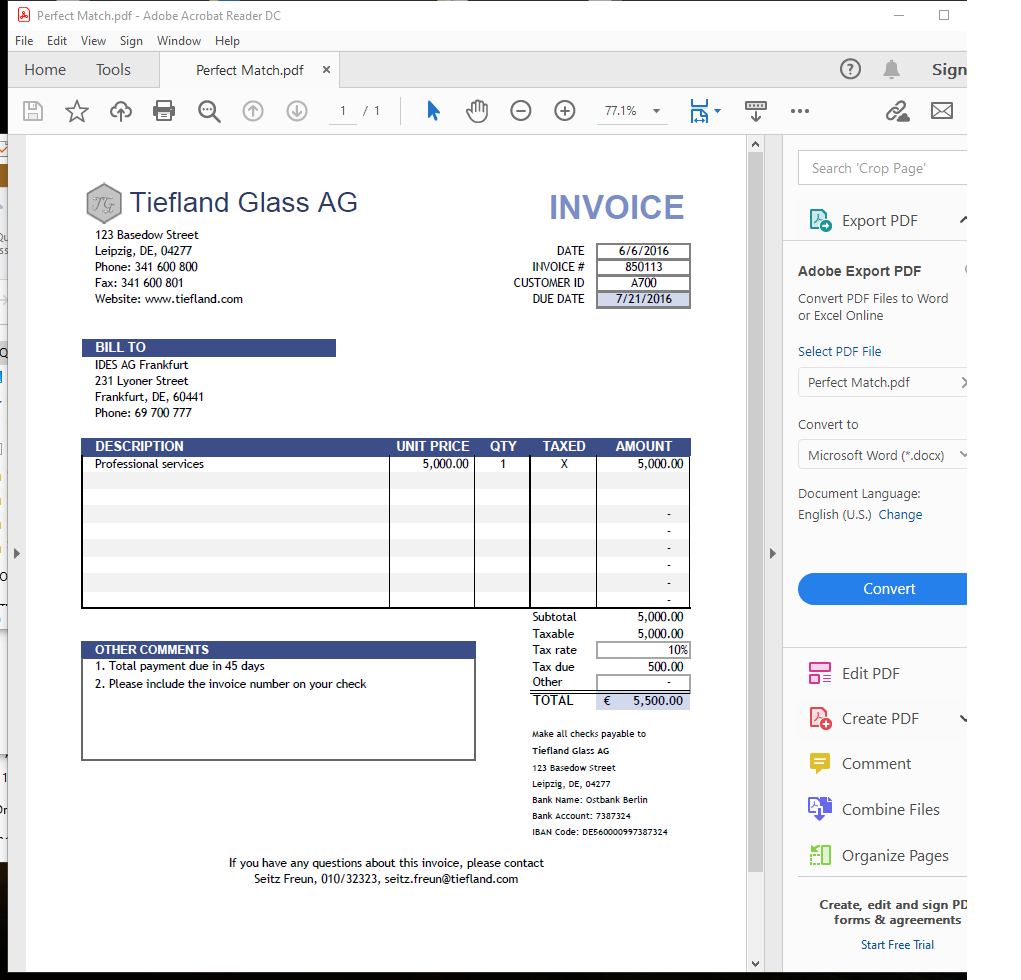 Perfect Match.pdf - Adobe Acrobat Reader DC
File Edit View Sign Window Help
Home Tools Perfect Match.pdf × Sign
1 / 1 77.1%
Tiefland Glass AG
INVOICE
TG
123 Basedow Street
Leipzig, DE, 04277
Phone: 341 600 800
Fax: 341 600 801
Website: www.tiefland.com
DATE 6/6/2016
INVOICE # 850113
CUSTOMER ID A700
DUE DATE 7/21/2016
BILL TO
IDES AG Frankfurt
231 Lyoner Street
Frankfurt, DE, 60441
Phone: 69 700 777
DESCRIPTION UNIT PRICE QTY TAXED AMOUNT
Professional services 5,000.00 1 X 5,000.00
-
-
-
-
-
-
Subtotal 5,000.00
Taxable 5,000.00
Tax rate 10%
Tax due 500.00
Other -
TOTAL € 5,500.00
OTHER COMMENTS
1. Total payment due in 45 days
2. Please include the invoice number on your check
Make all checks payable to
Tiefland Glass AG
123 Basedow Street
Leipzig, DE, 04277
Bank Name: Ostbank Berlin
Bank Account: 7387324
IBAN Code: DE560000997387324
If you have any questions about this invoice, please contact
Seitz Freun, 010/32323, seitz.freun@tiefland.com
Search 'Crop Page'
Export PDF
Adobe Export PDF
Convert PDF Files to Word
or Excel Online
Select PDF File
Perfect Match.pdf
Convert to
Microsoft Word (*.docx)
Document Language:
English (U.S.) Change
Convert
Edit PDF
Create PDF
Comment
Combine Files
Organize Pages
Create, edit and sign PD
forms & agreements
Start Free Trial